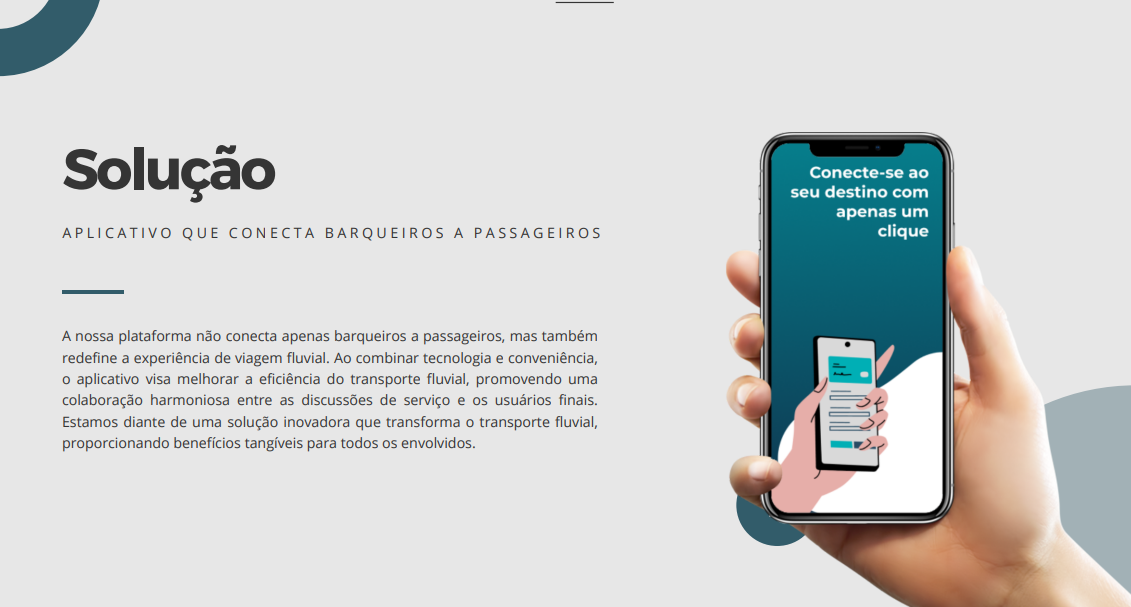 Solução
APLICATIVO QUE CONECTA BARQUEIROS A PASSAGEIROS
A nossa plataforma não conecta apenas barqueiros a passageiros, mas também
redefine a experiência de viagem fluvial. Ao combinar tecnologia e conveniência,
o aplicativo visa melhorar a eficiência do transporte fluvial, promovendo uma
colaboração harmoniosa entre as discussões de serviço e os usuários finais.
Estamos diante de uma solução inovadora que transforma o transporte fluvial,
proporcionando benefícios tangíveis para todos os envolvidos.
Conecte-se ao
seu destino com
apenas um
clique